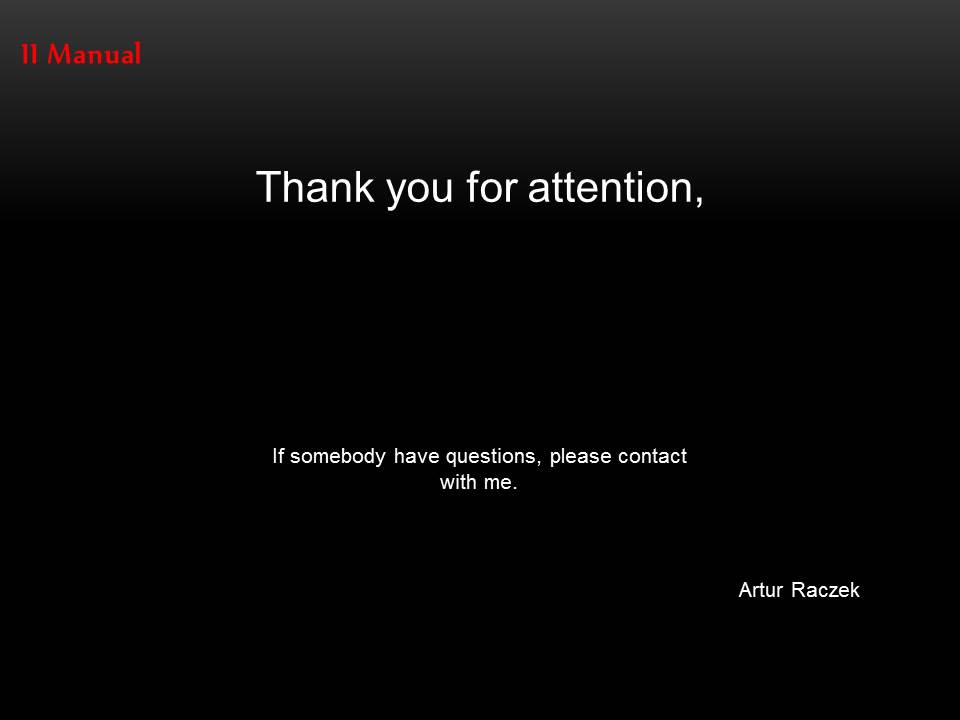 II Manual
Thank you for attention,
If somebody have questions, please contact
with me.
Artur Raczek